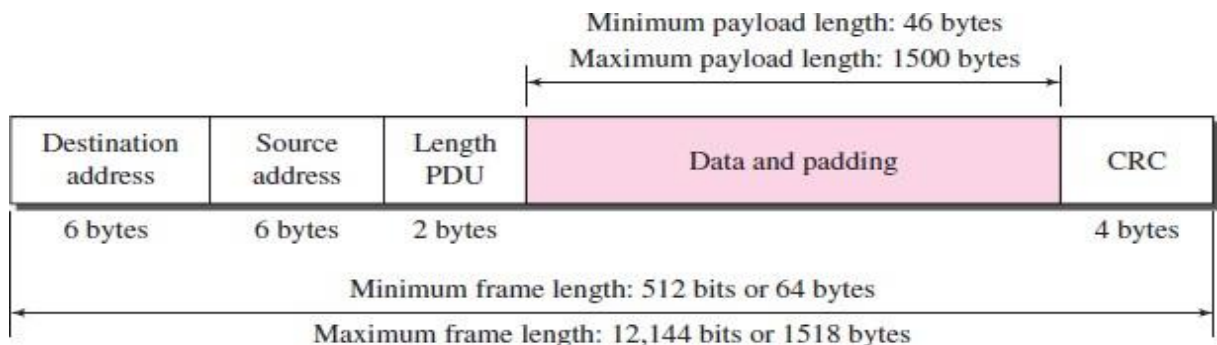 Minimum payload length: 46 bytes
Maximum payload length: 1500 bytes
Destination
address
Source
address
Length
PDU
Data and padding
CRC
6 bytes
6 bytes
2 bytes
4 bytes
Minimum frame length: 512 bits or 64 bytes
Maximum frame length: 12,144 bits or 1518 bytes